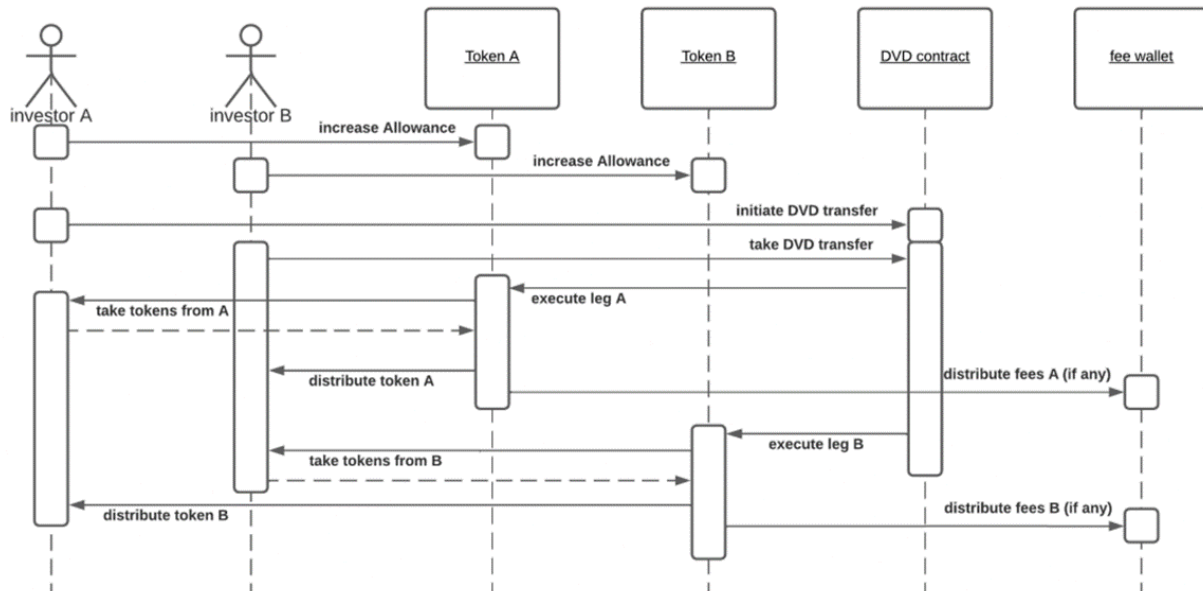 Token A
Token B
DVD contract
fee wallet
investor A
investor B
increase Allowance
increase Allowance
initiate DVD transfer
take DVD transfer
execute leg A
take tokens from A
distribute token A
distribute fees A (if any)
execute leg B
take tokens from B
distribute token B
distribute fees B (if any)